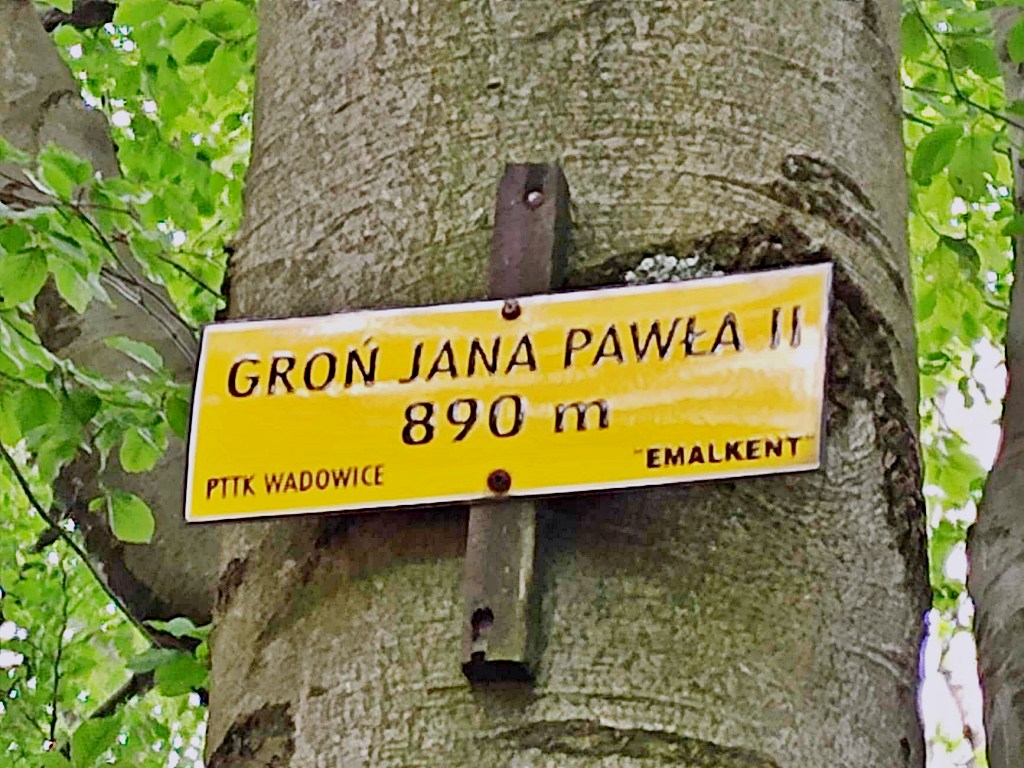 GROŃ JANA PAWŁA II
890 m
PTTK WADOWICE
"EMALKENT"